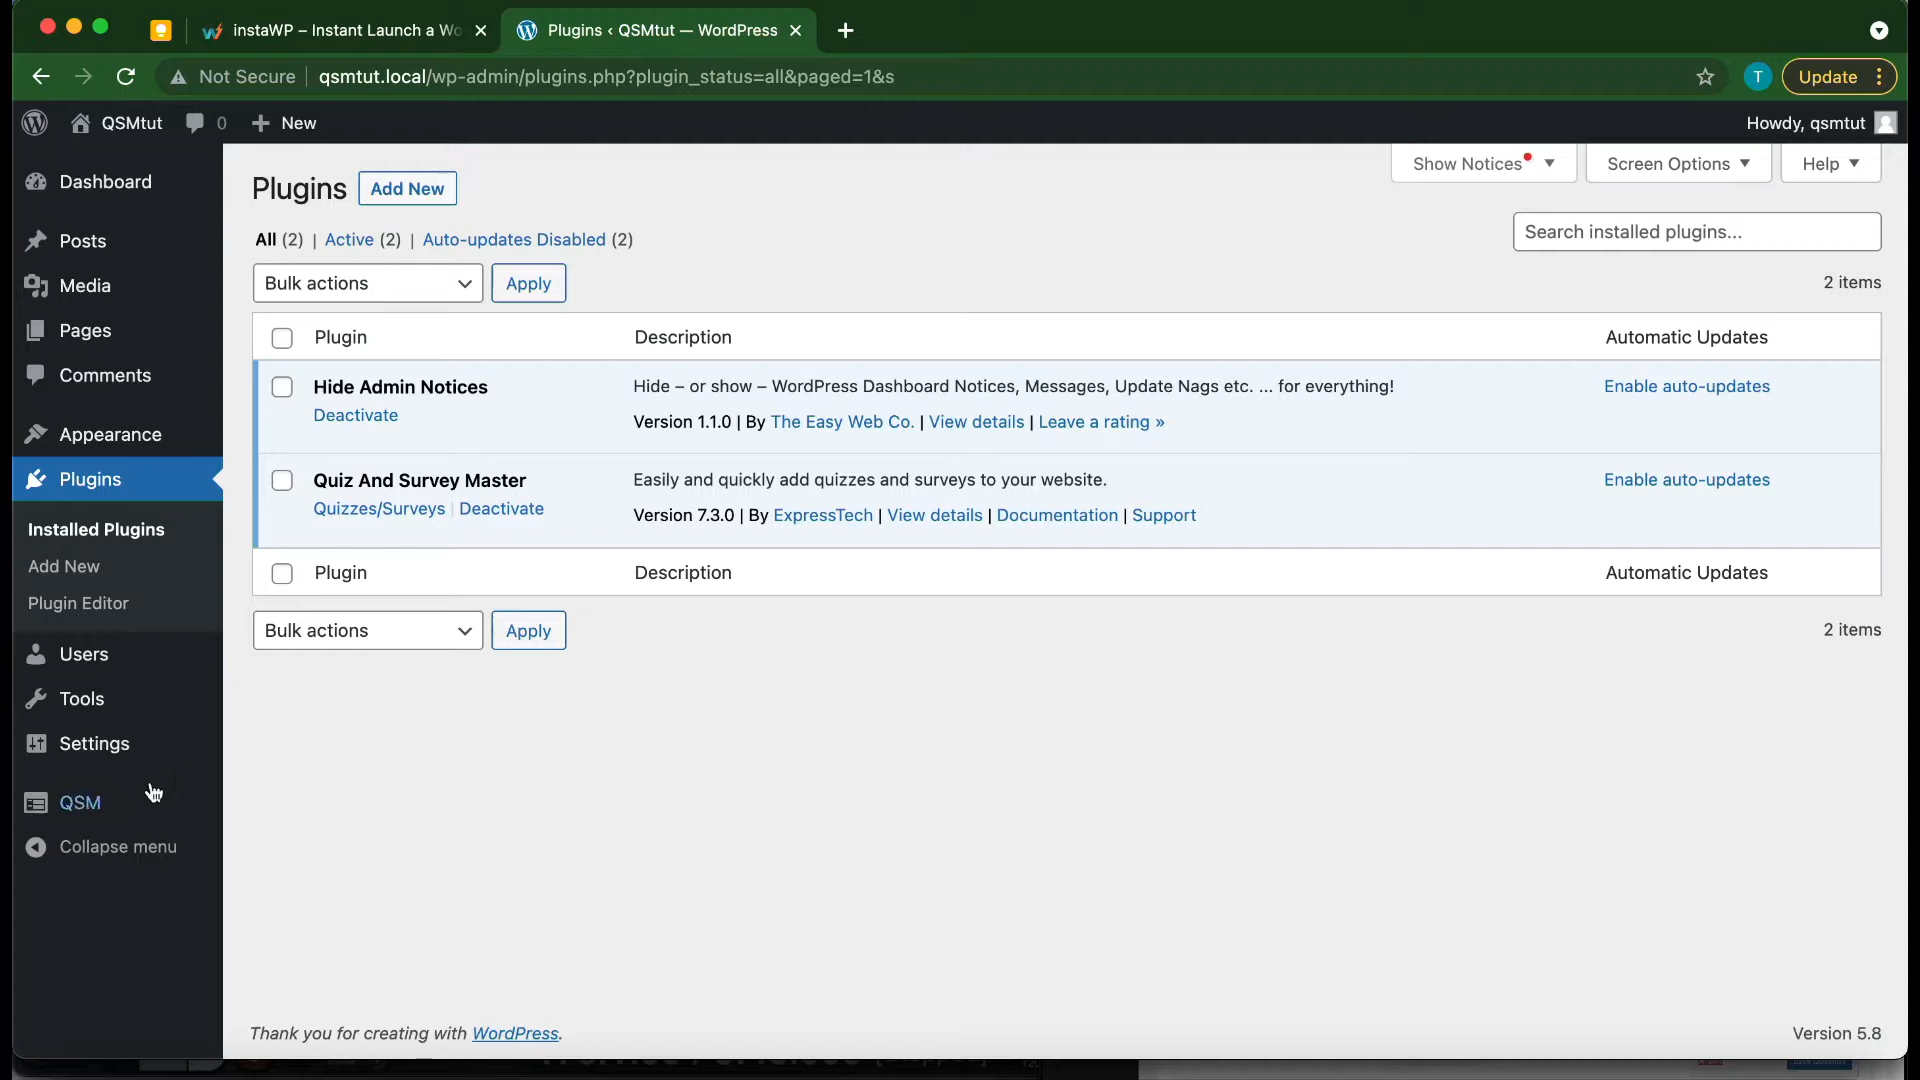 instaWP – Instant Launch a Wo
Plugins ‹ QSMtut — WordPress
Not Secure
qsmtut.local/wp-admin/plugins.php?plugin_status=all&paged=1&s
T
Update
QSMtut
0
New
Howdy, qsmtut
Dashboard
Posts
Media
Pages
Comments
Appearance
Plugins
Installed Plugins
Add New
Plugin Editor
Users
Tools
Settings
QSM
Collapse menu
Show Notices
Screen Options
Help
Plugins
Add New
All (2) | Active (2) | Auto-updates Disabled (2)
Search installed plugins...
Bulk actions
Apply
2 items
Plugin
Description
Automatic Updates
Hide Admin Notices
Deactivate
Hide – or show – WordPress Dashboard Notices, Messages, Update Nags etc. ... for everything!
Version 1.1.0 | By The Easy Web Co. | View details | Leave a rating »
Enable auto-updates
Quiz And Survey Master
Quizzes/Surveys | Deactivate
Easily and quickly add quizzes and surveys to your website.
Version 7.3.0 | By ExpressTech | View details | Documentation | Support
Enable auto-updates
Plugin
Description
Automatic Updates
Bulk actions
Apply
2 items
Thank you for creating with WordPress.
Version 5.8